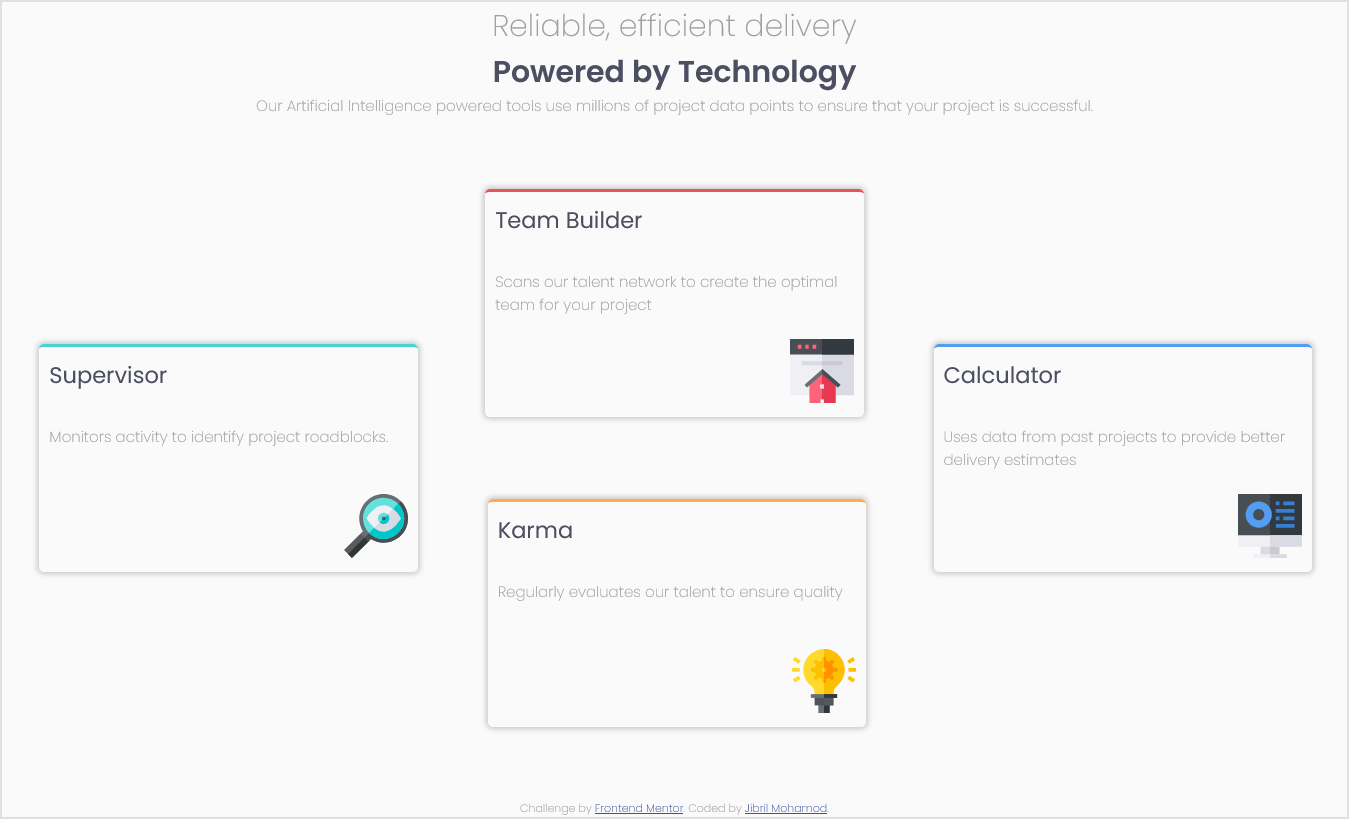 Reliable, efficient delivery
Powered by Technology
Our Artificial Intelligence powered tools use millions of project data points to ensure that your project is successful.
Team Builder
Scans our talent network to create the optimal
team for your project
Supervisor
Monitors activity to identify project roadblocks.
Calculator
Uses data from past projects to provide better
delivery estimates
Karma
Regularly evaluates our talent to ensure quality
Challenge by Frontend Mentor. Coded by Jibril Mohamod.